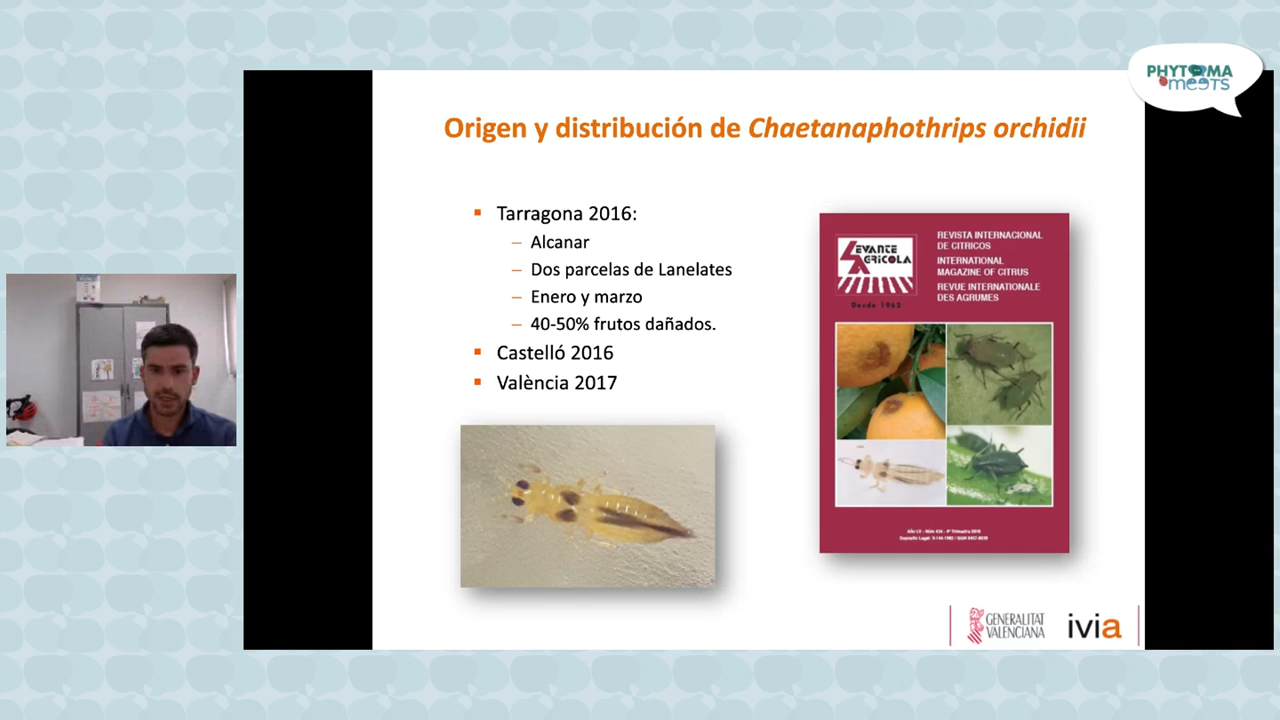 PHYTOMA
meets
Origen y distribución de Chaetanaphothrips orchidii
Tarragona 2016:
– Alcanar
– Dos parcelas de Lanelates
– Enero y marzo
– 40-50% frutos dañados.
Castelló 2016
València 2017
LEVANTE
AGRICOLA
Desde 1962
REVISTA INTERNACIONAL
DE CITRICOS
INTERNATIONAL
MAGAZINE OF CITRUS
REVUE INTERNATIONALE
DES AGRUMES
GENERALITAT
VALENCIANA
ivia